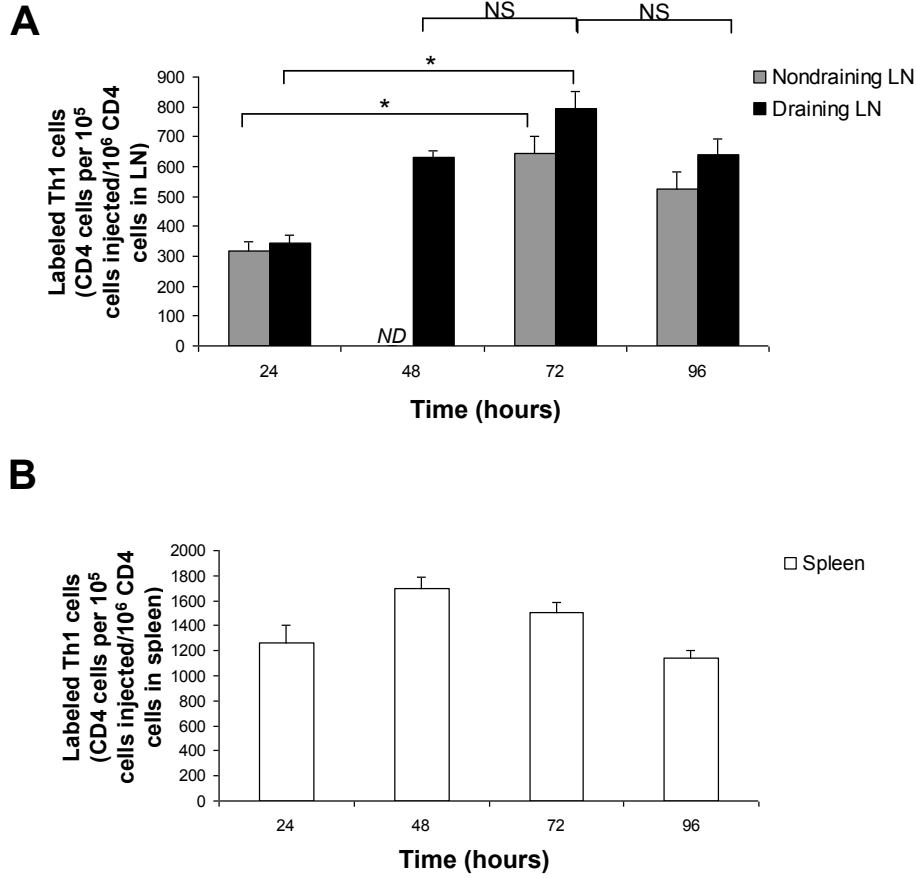 A
NS
NS
*
*
Nondraining LN
Draining LN
Labeled Th1 cells
(CD4 cells per 10⁵
cells injected/10⁶ CD4
cells in LN)
900
800
700
600
500
400
300
200
100
0
ND
24
48
72
96
Time (hours)
B
Labeled Th1 cells
(CD4 cells per 10⁵
cells injected/10⁶ CD4
cells in spleen)
2000
1800
1600
1400
1200
1000
800
600
400
200
0
Spleen
24
48
72
96
Time (hours)